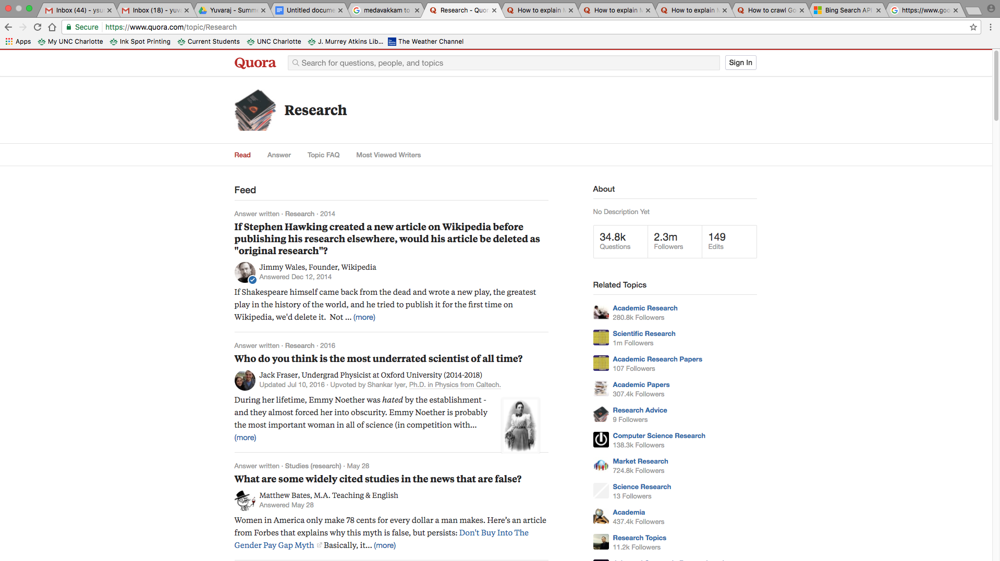 Inbox (44) - ysu
Inbox (18) - yuv
Yuvaraj - Summe
Untitled docume
medavakkam to
Research - Quor
How to explain M
How to explain M
How to explain M
How to crawl Go
Bing Search API
https://www.goo
Secure https://www.quora.com/topic/Research
Apps My UNC Charlotte Ink Spot Printing Current Students UNC Charlotte J. Murrey Atkins Lib... The Weather Channel
Quora Search for questions, people, and topics Sign In
Research
Read Answer Topic FAQ Most Viewed Writers
Feed
Answer written · Research · 2014
If Stephen Hawking created a new article on Wikipedia before
publishing his research elsewhere, would his article be deleted as
"original research"?
Jimmy Wales, Founder, Wikipedia
Answered Dec 12, 2014
If Shakespeare himself came back from the dead and wrote a new play, the greatest
play in the history of the world, and he tried to publish it for the first time on
Wikipedia, we'd delete it. Not ... (more)
Answer written · Research · 2016
Who do you think is the most underrated scientist of all time?
Jack Fraser, Undergrad Physicist at Oxford University (2014-2018)
Updated Jul 10, 2016 · Upvoted by Shankar Iyer, Ph.D. in Physics from Caltech.
During her lifetime, Emmy Noether was hated by the establishment -
and they almost forced her into obscurity. Emmy Noether is probably
the most important woman in all of science (in competition with...
(more)
Answer written · Studies (research) · May 28
What are some widely cited studies in the news that are false?
Matthew Bates, M.A. Teaching & English
Answered May 28
Women in America only make 78 cents for every dollar a man makes. Here's an article
from Forbes that explains why this myth is false, but persists: Don't Buy Into The
Gender Pay Gap Myth Basically, it... (more)
About
No Description Yet
34.8k 2.3m 149
Questions Followers Edits
Related Topics
Academic Research
280.8k Followers
Scientific Research
1m Followers
Academic Research Papers
107 Followers
Academic Papers
307.4k Followers
Research Advice
9 Followers
Computer Science Research
138.3k Followers
Market Research
724.8k Followers
Science Research
13 Followers
Academia
437.4k Followers
Research Topics
11.2k Followers